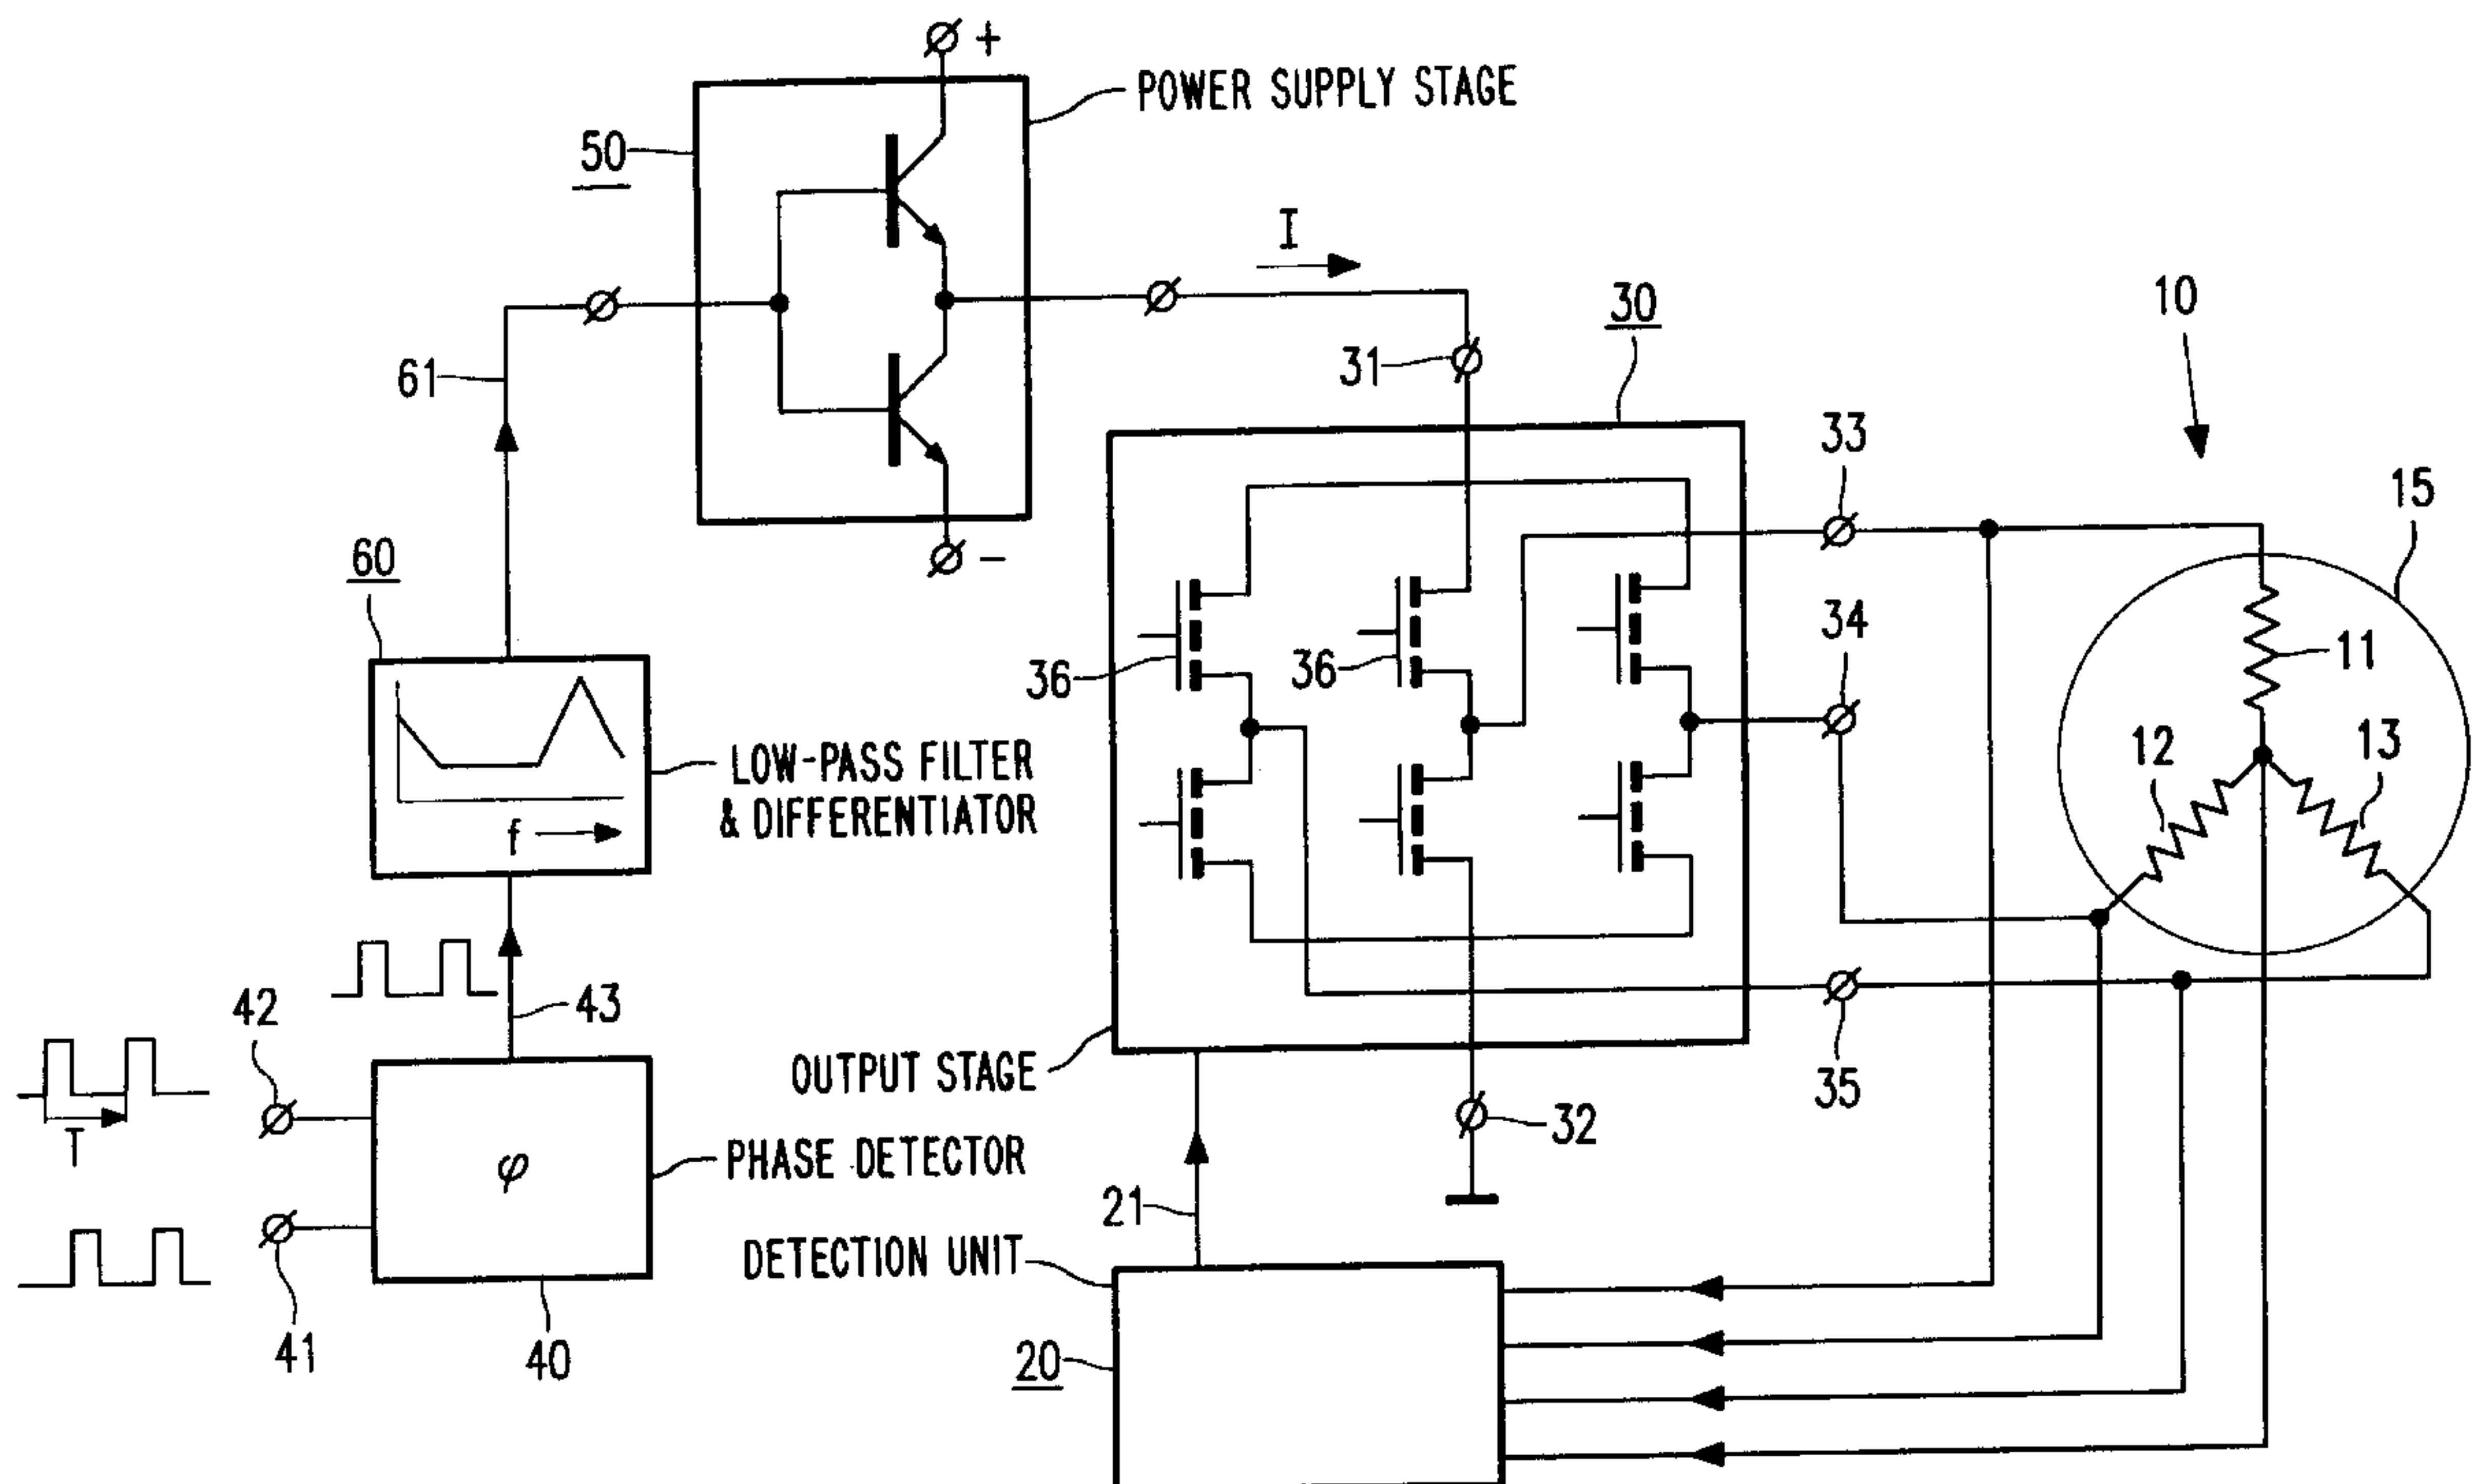 +
POWER SUPPLY STAGE
50
I
10
30
61
31
33
15
-
60
34
36
36
11
12
13
LOW-PASS FILTER
& DIFFERENTIATOR
f
42
43
T
OUTPUT STAGE
35
32
φ
PHASE DETECTOR
21
DETECTION UNIT
41
40
20